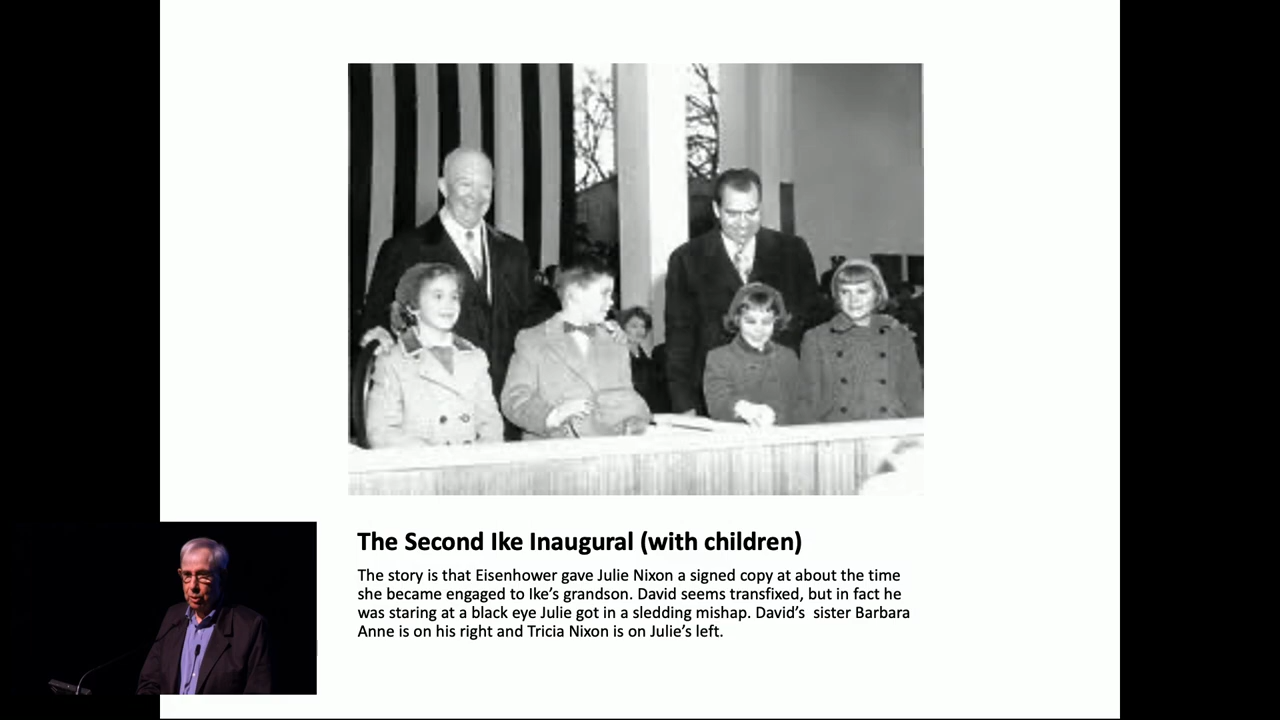 The Second Ike Inaugural (with children)
The story is that Eisenhower gave Julie Nixon a signed copy at about the time
she became engaged to Ike’s grandson. David seems transfixed, but in fact he
was staring at a black eye Julie got in a sledding mishap. David’s  sister Barbara
Anne is on his right and Tricia Nixon is on Julie’s left.